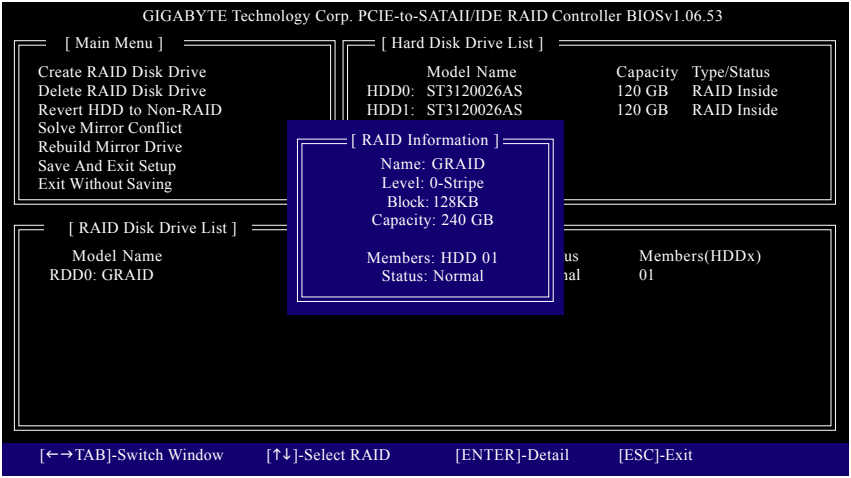 GIGABYTE Technology Corp. PCIE-to-SATAII/IDE RAID Controller BIOSv1.06.53
[ Main Menu ]
Create RAID Disk Drive
Delete RAID Disk Drive
Revert HDD to Non-RAID
Solve Mirror Conflict
Rebuild Mirror Drive
Save And Exit Setup
Exit Without Saving
[ Hard Disk Drive List ]
Model Name Capacity Type/Status
HDD0: ST3120026AS 120 GB RAID Inside
HDD1: ST3120026AS 120 GB RAID Inside
[ RAID Information ]
Name: GRAID
Level: 0-Stripe
Block: 128KB
Capacity: 240 GB
Members: HDD 01
Status: Normal
[ RAID Disk Drive List ]
Model Name us Members(HDDx)
RDD0: GRAID nal 01
[←→TAB]-Switch Window [↑↓]-Select RAID [ENTER]-Detail [ESC]-Exit